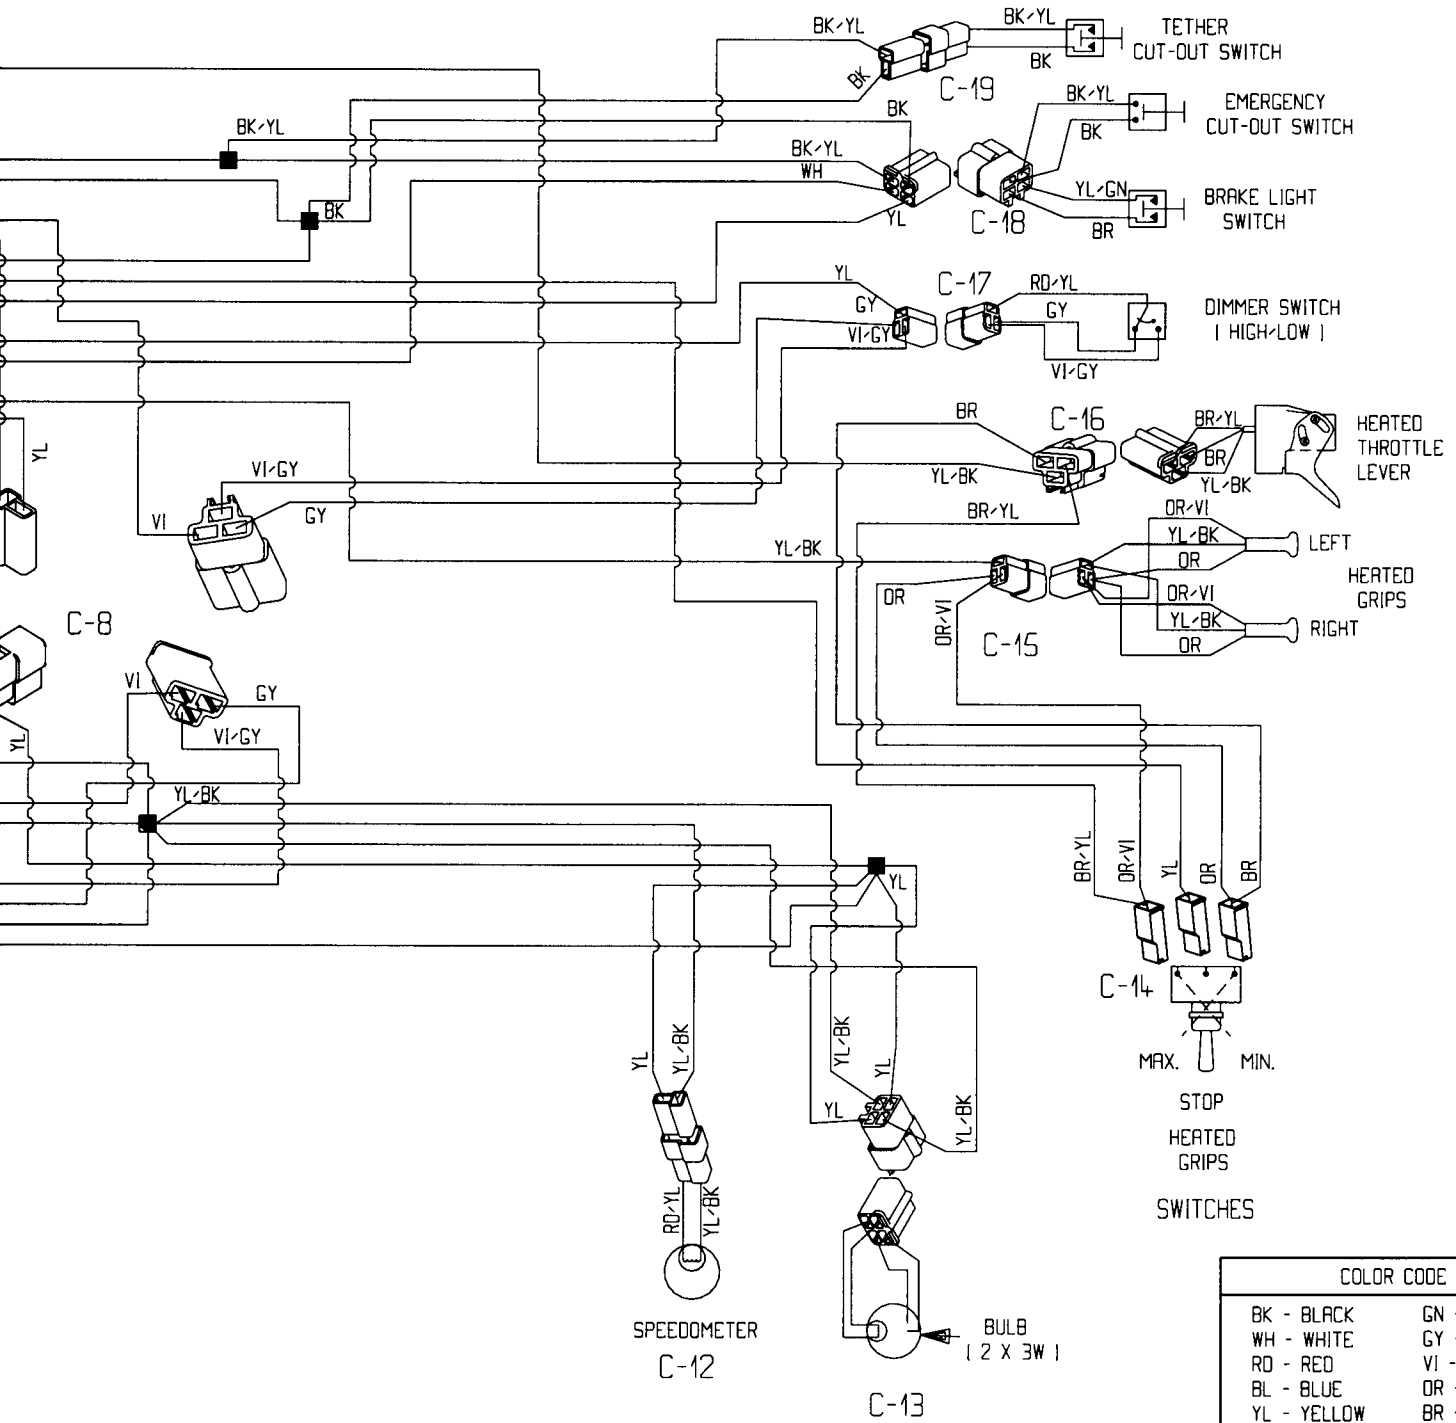 BK/YL
BK/YL
TETHER
CUT-OUT SWITCH
BK
BK
C-19
BK/YL
EMERGENCY
CUT-OUT SWITCH
BK
BK
BK/YL
BK/YL
WH
YL/GN
BRAKE LIGHT
SWITCH
BK
YL
C-18
BR
YL
C-17
RD/YL
GY
GY
DIMMER SWITCH
( HIGH/LOW )
VI/GY
VI/GY
BR
C-16
BR/YL
HEATED
THROTTLE
LEVER
YL
BR
VI/GY
YL/BK
YL/BK
VI
GY
BR/YL
OR/VI
YL/BK
YL/BK
LEFT
OR
HEATED
GRIPS
OR
OR/VI
OR/VI
YL/BK
RIGHT
C-8
C-15
OR
VI
GY
YL
VI/GY
YL/BK
BR/YL
OR/VI
YL
OR
BR
YL
C-14
MAX.
MIN.
STOP
HEATED
GRIPS
SWITCHES
YL
YL/BK
YL/BK
YL
YL
YL/BK
RD/YL
YL/BK
SPEEDOMETER
C-12
BULB
( 2 X 3W )
C-13
COLOR CODE
BK - BLACK GN -
WH - WHITE GY -
RD - RED VI -
BL - BLUE OR -
YL - YELLOW BR -